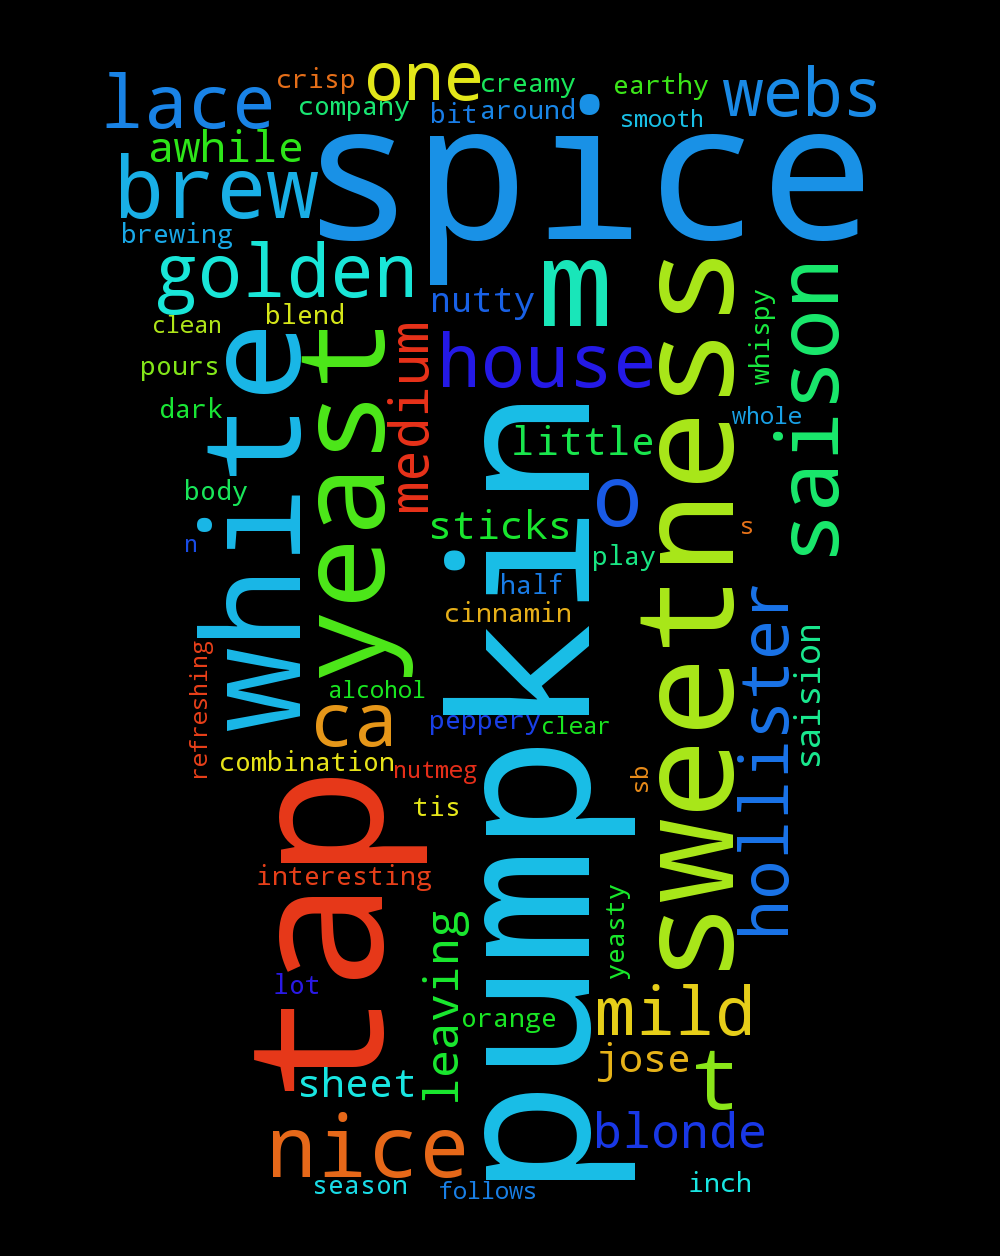 lace
crisp
one
creamy
earthy
webs
company
bit
around
smooth
awhile
spice
brew
brewing
golden
nutty
m
sweetness
saison
whispy
clean
blend
white
yeast
medium
house
pours
dark
pumpkin
little
whole
body
sticks
o
s
n
play
half
cinnamin
hollister
saision
refreshing
alcohol
ca
peppery
clear
combination
nutmeg
sb
tap
tis
interesting
yeasty
leaving
lot
orange
mild
jose
t
sheet
nice
blonde
season
follows
inch